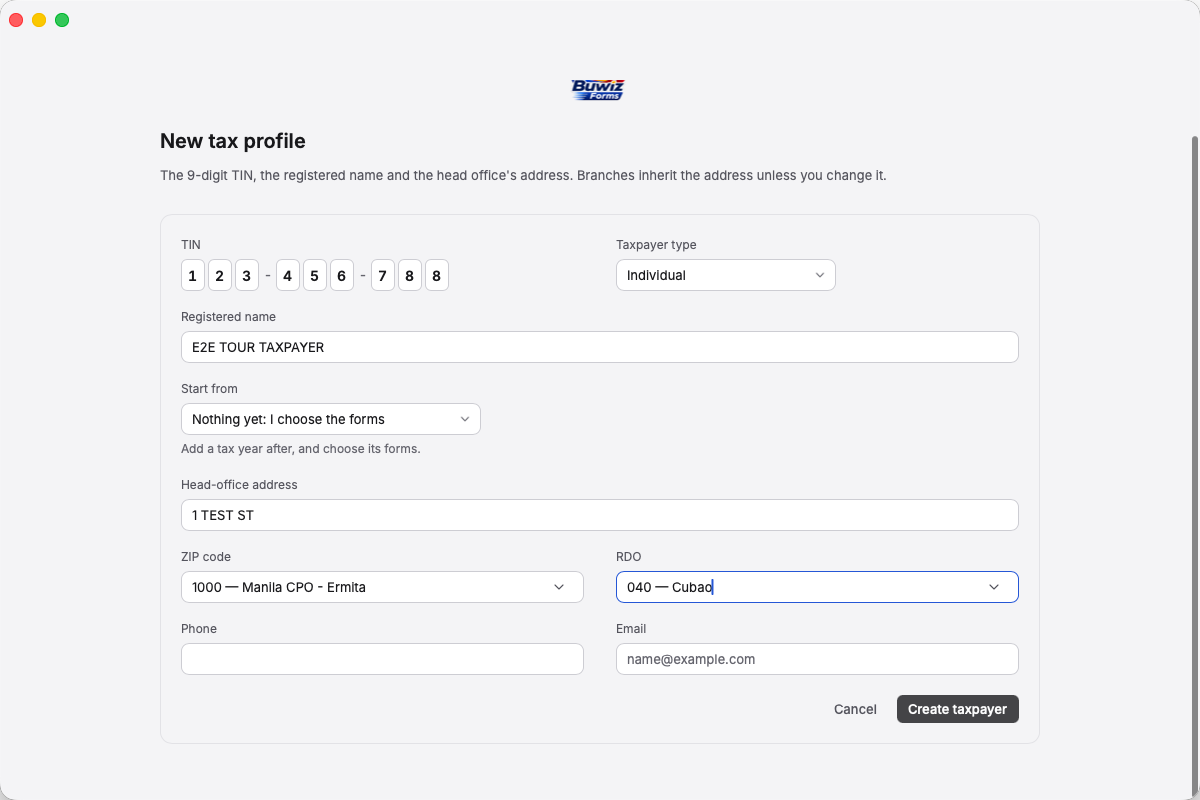 Buwiz
Forms
New tax profile
The 9-digit TIN, the registered name and the head office's address. Branches inherit the address unless you change it.
TIN
Taxpayer type
1 2 3 - 4 5 6 - 7 8 8
Individual
Registered name
E2E TOUR TAXPAYER
Start from
Nothing yet: I choose the forms
Add a tax year after, and choose its forms.
Head-office address
1 TEST ST
ZIP code
RDO
1000 — Manila CPO - Ermita
040 — Cubao
Phone
Email
name@example.com
Cancel
Create taxpayer